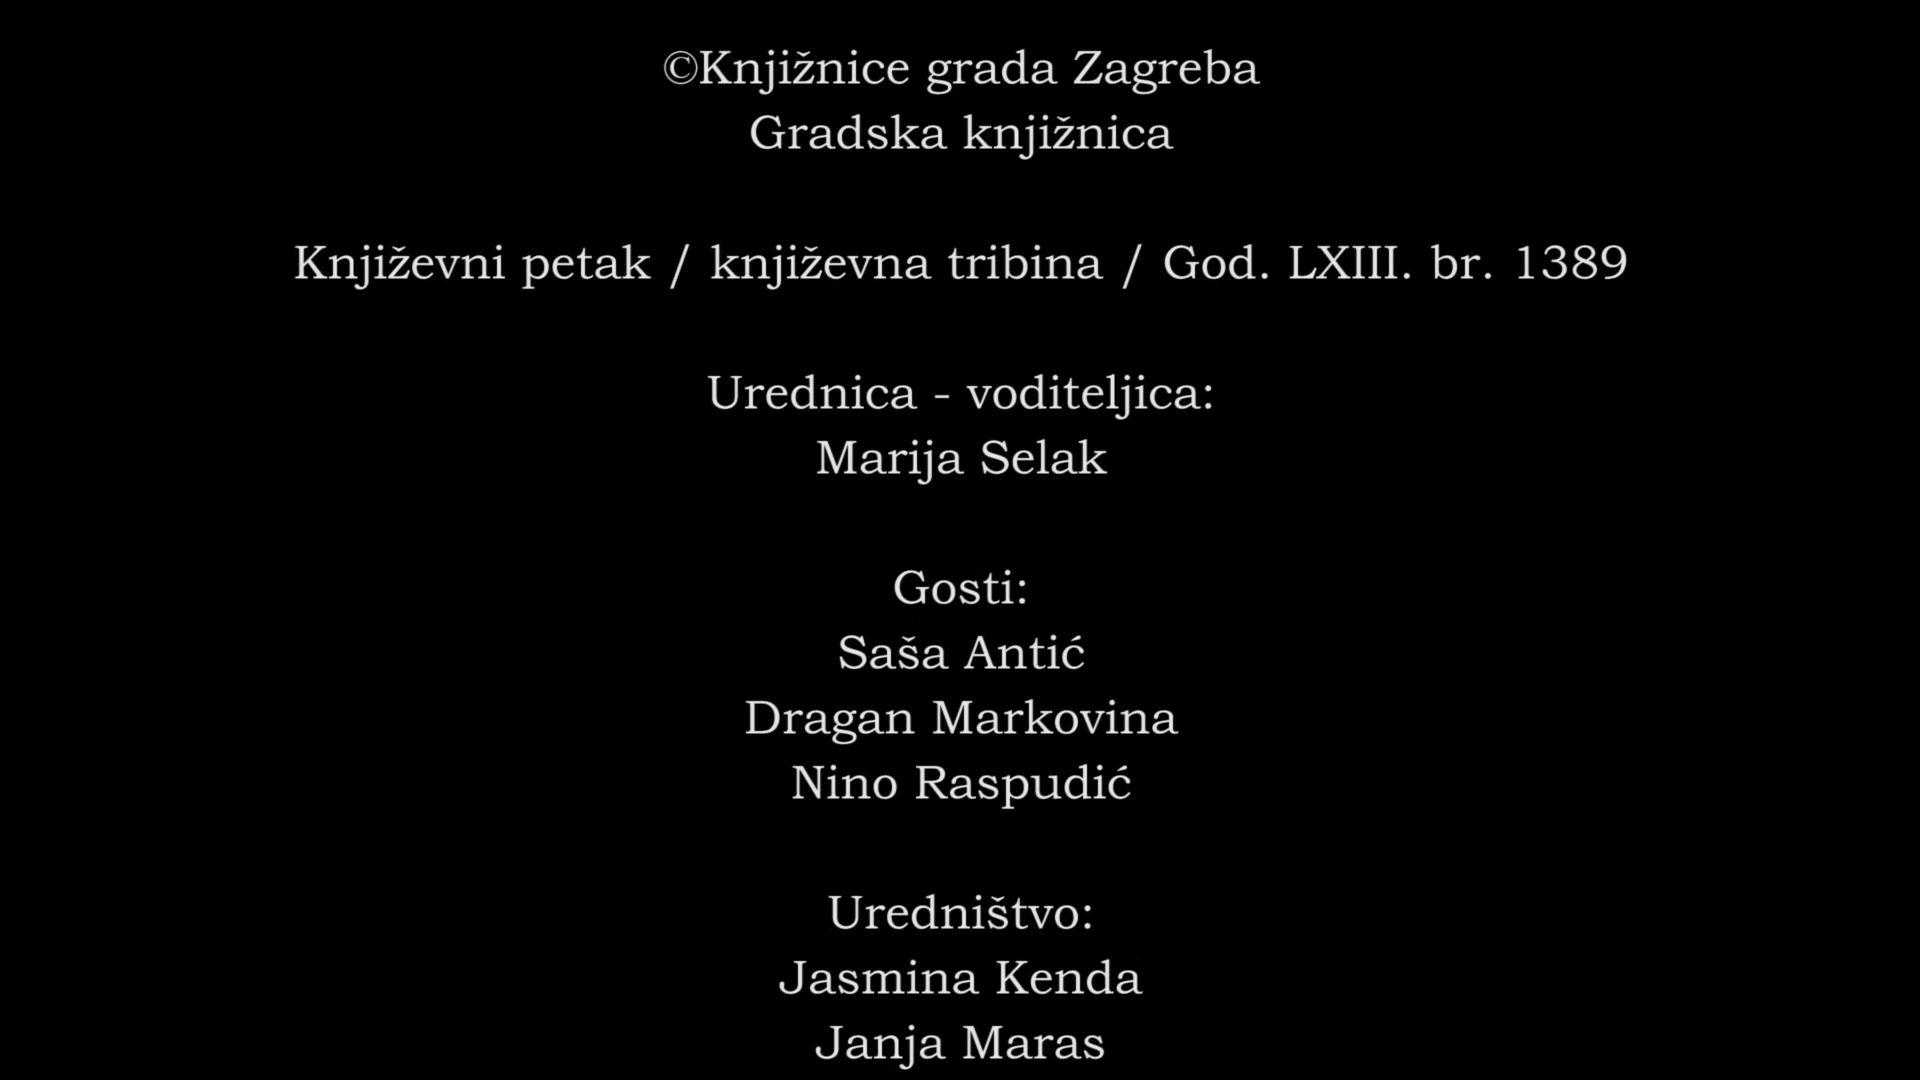 ©Knjižnice grada Zagreba
Gradska knjižnica
Književni petak / književna tribina / God. LXIII. br. 1389
Urednica - voditeljica:
Marija Selak
Gosti:
Saša Antić
Dragan Markovina
Nino Raspudić
Uredništvo:
Jasmina Kenda
Janja Maras